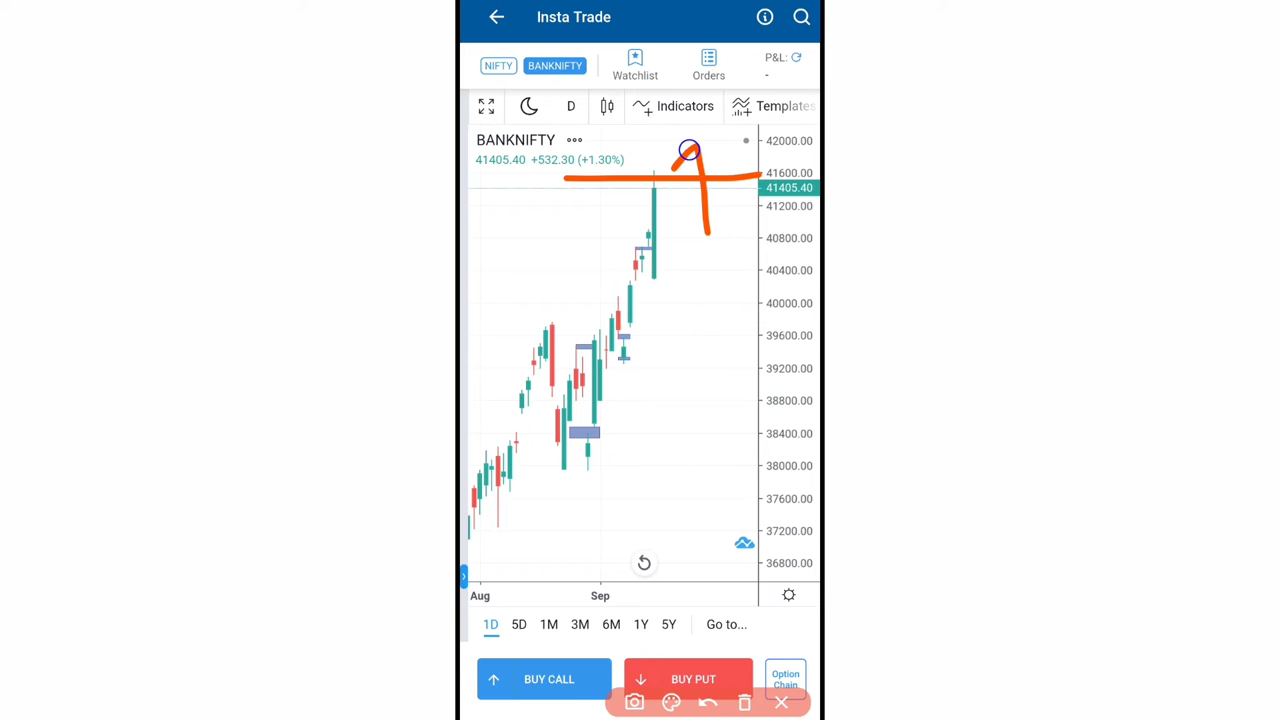 Insta Trade
NIFTY BANKNIFTY Watchlist Orders P&L: -
D Indicators Templates
BANKNIFTY
41405.40 +532.30 (+1.30%)
42000.00
41600.00
41405.40
41200.00
40800.00
40400.00
40000.00
39600.00
39200.00
38800.00
38400.00
38000.00
37600.00
37200.00
36800.00
Aug Sep
1D 5D 1M 3M 6M 1Y 5Y Go to...
BUY CALL BUY PUT Option
Chain